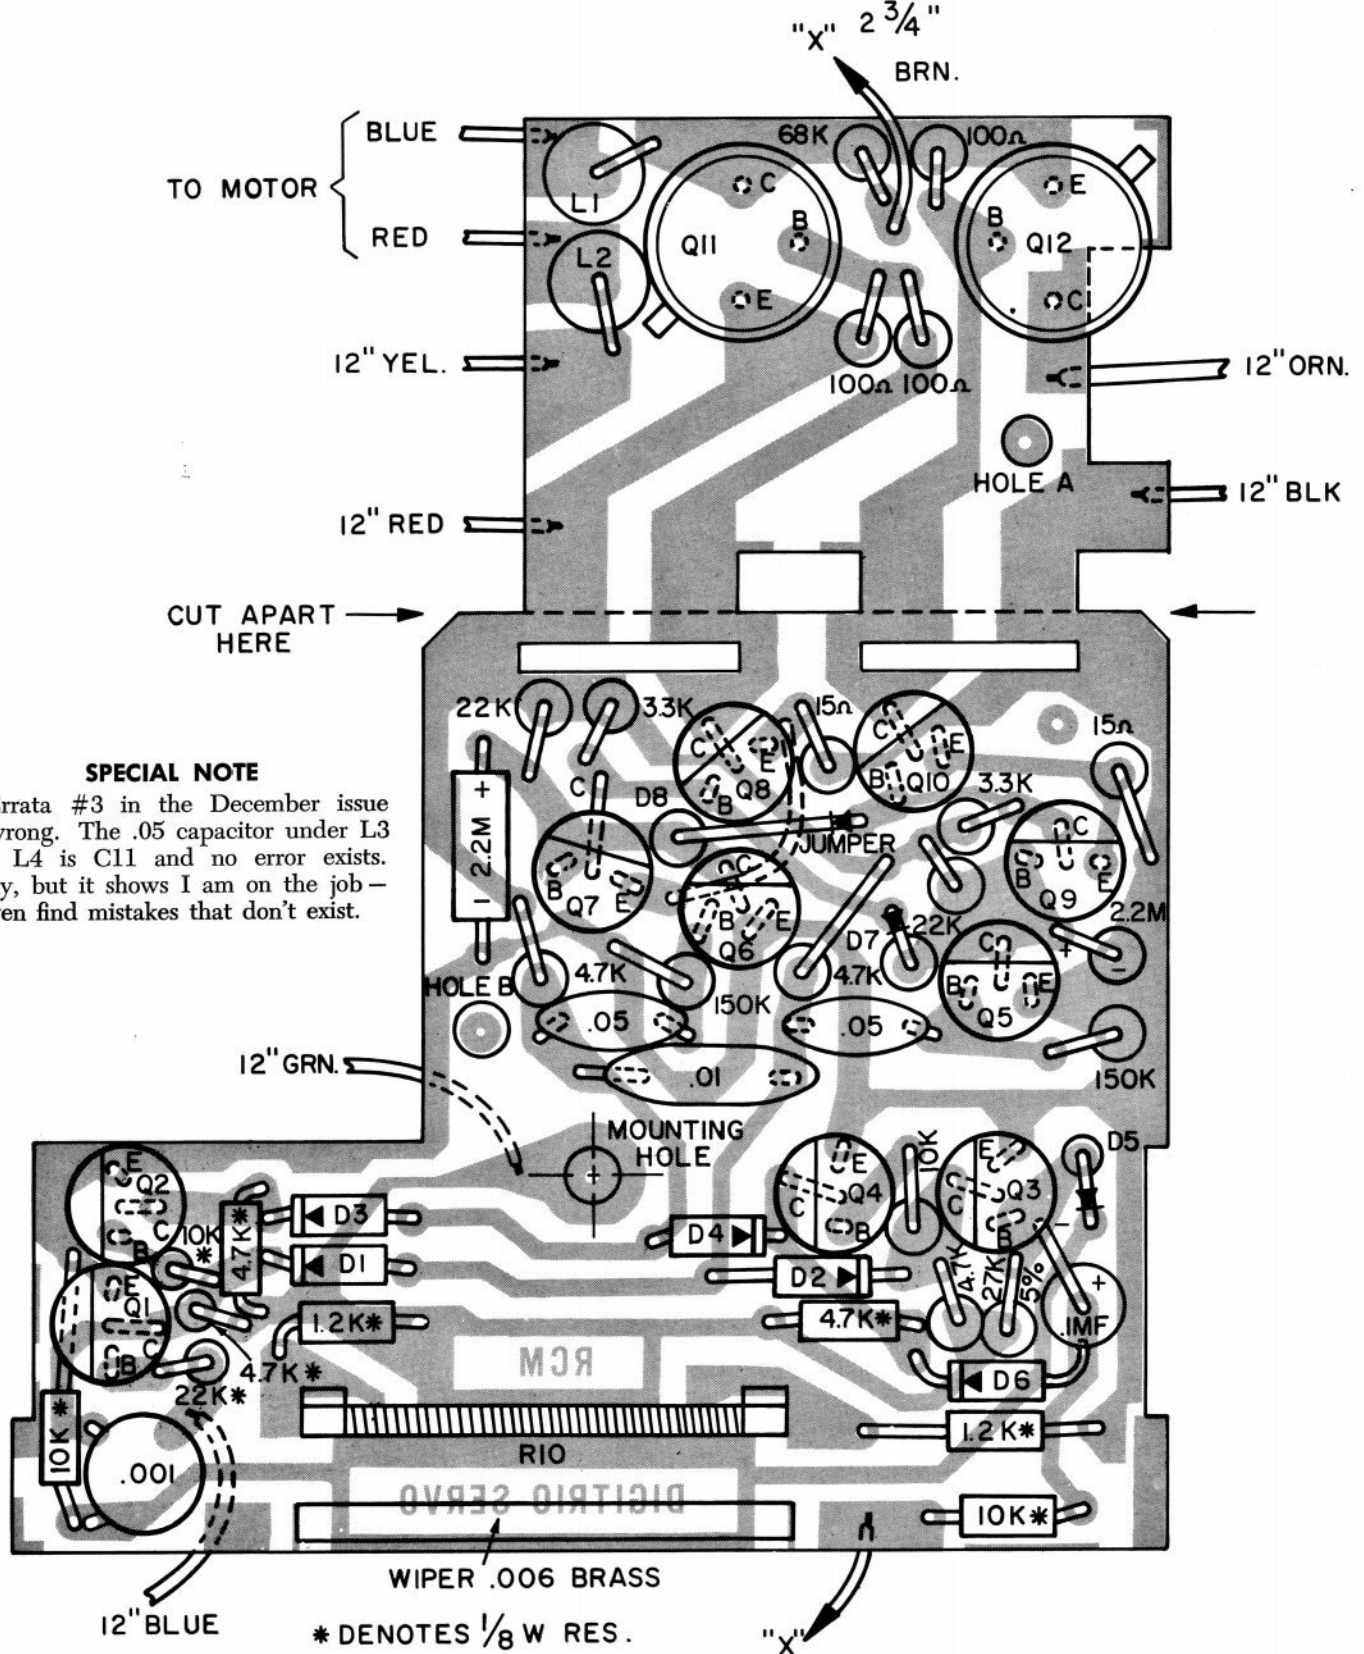 "X" 2 3/4"
BRN.
BLUE
TO MOTOR
RED
68K
100Ω
L1
C
B
Q11
E
E
B
Q12
C
L2
12" YEL.
100Ω 100Ω
12" ORN.
HOLE A
12" BLK
12" RED
CUT APART
HERE
22K
3.3K
15Ω
15Ω
C
E
B
Q8
C
E
B
Q10
3.3K
D8
JUMPER
+
2.2M
-
C
B
Q7
E
C
B
E
Q6
C
B
E
Q9
22K
D7
2.2M
+
-
C
B
E
Q5
SPECIAL NOTE
rrata #3 in the December issue
wrong. The .05 capacitor under L3
L4 is C11 and no error exists.
y, but it shows I am on the job —
ven find mistakes that don't exist.
HOLE B
4.7K
150K
4.7K
.05
.05
.01
150K
12" GRN.
MOUNTING
HOLE
E
Q2
C
B
10K
*
4.7K*
D3
D1
D4
D2
E
Q4
C
B
10K
E
C
Q3
B
D5
-
+
.1MF
E
Q1
C
B
1.2K*
4.7K*
4.7K
27K
5%
4.7K*
22K*
RCM
D6
10K*
.001
R10
1.2K*
DIGITRIO SERVO
10K*
WIPER .006 BRASS
12" BLUE
* DENOTES 1/8 W RES.
"X"